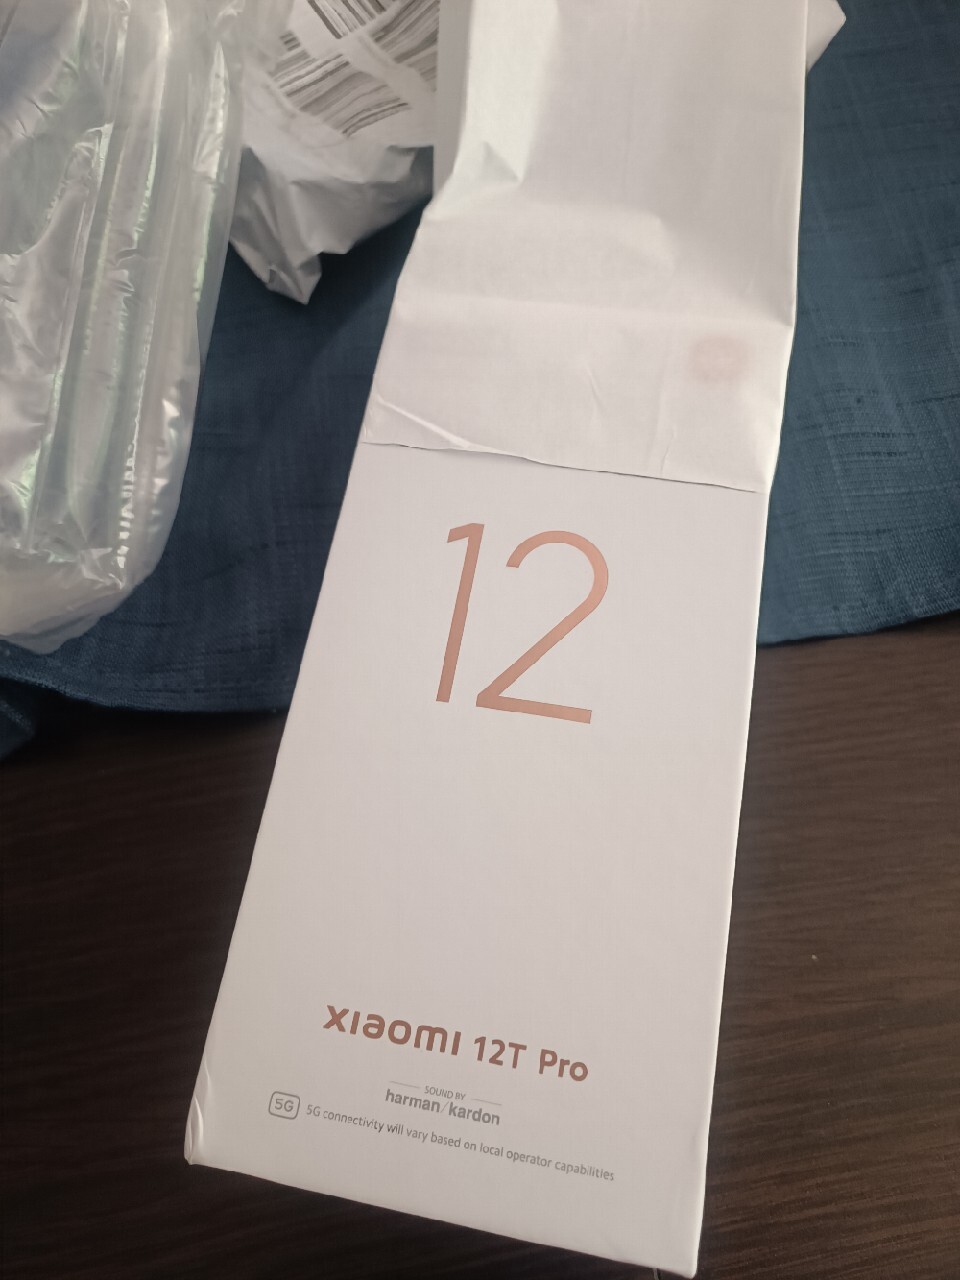 12
xiaomi 12T Pro
SOUND BY
harman/kardon
5G
5G connectivity will vary based on local operator capabilities